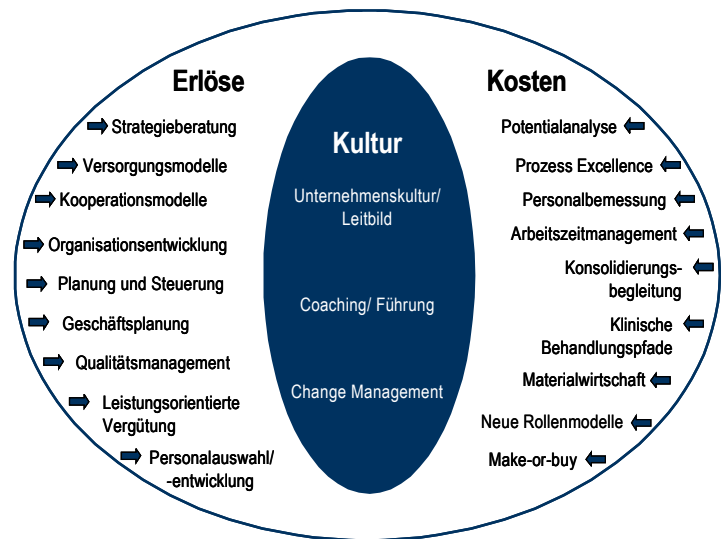 Erlöse
Strategieberatung
Versorgungsmodelle
Kooperationsmodelle
Organisationsentwicklung
Planung und Steuerung
Geschäftsplanung
Qualitätsmanagement
Leistungsorientierte
Vergütung
Personalauswahl/
-entwicklung
Kultur
Unternehmenskultur/
Leitbild
Coaching/ Führung
Change Management
Kosten
Potentialanalyse
Prozess Excellence
Personalbemessung
Arbeitszeitmanagement
Konsolidierungs-
begleitung
Klinische
Behandlungspfade
Materialwirtschaft
Neue Rollenmodelle
Make-or-buy